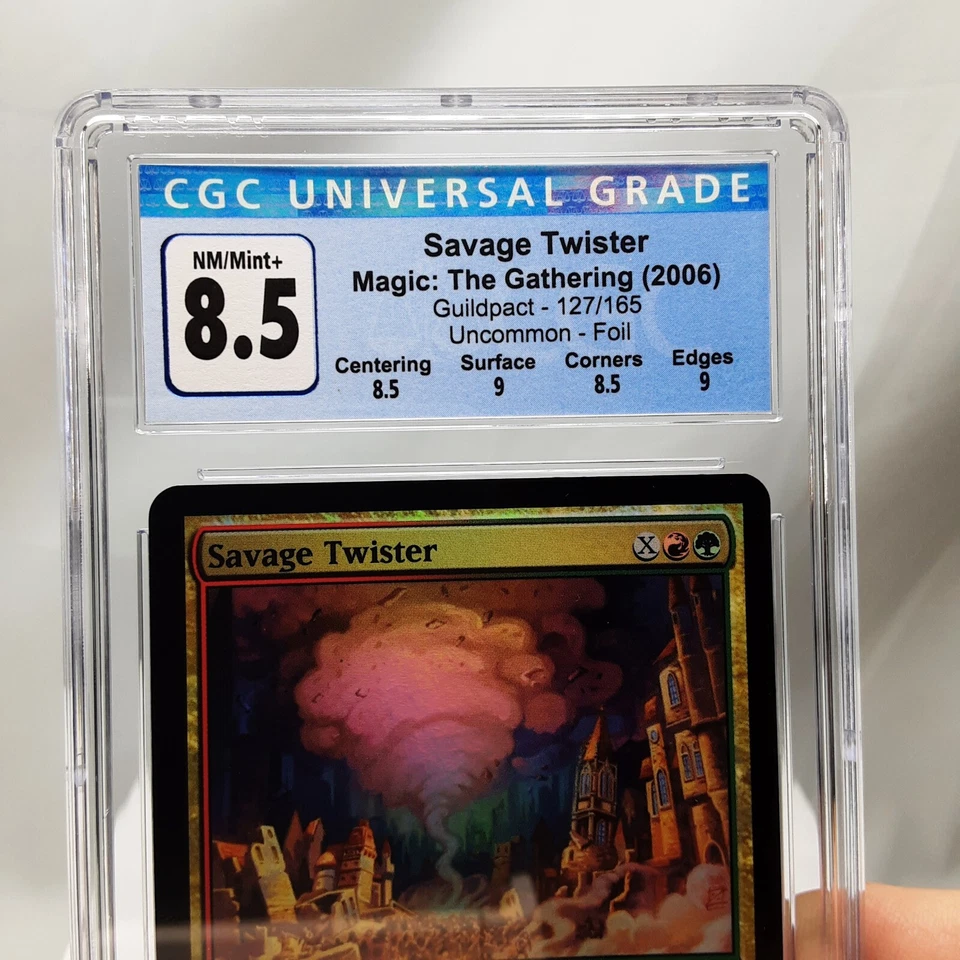 CGC UNIVERSAL GRADE
NM/Mint+
8.5
Savage Twister
Magic: The Gathering (2006)
Guildpact - 127/165
Uncommon - Foil
Centering Surface Corners Edges
8.5 9 8.5 9
Savage Twister X